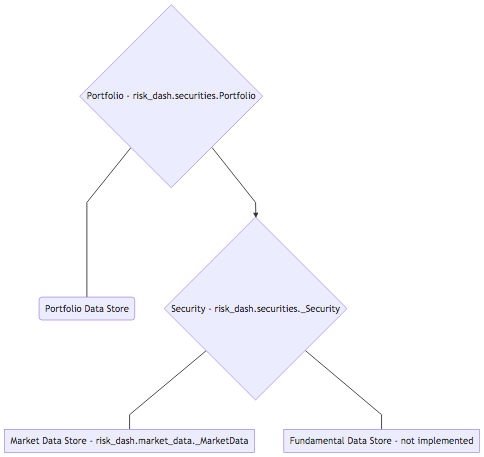 Portfolio - risk_dash.securities.Portfolio
Portfolio Data Store
Security - risk_dash.securities._Security
Market Data Store - risk_dash.market_data._MarketData
Fundamental Data Store - not implemented